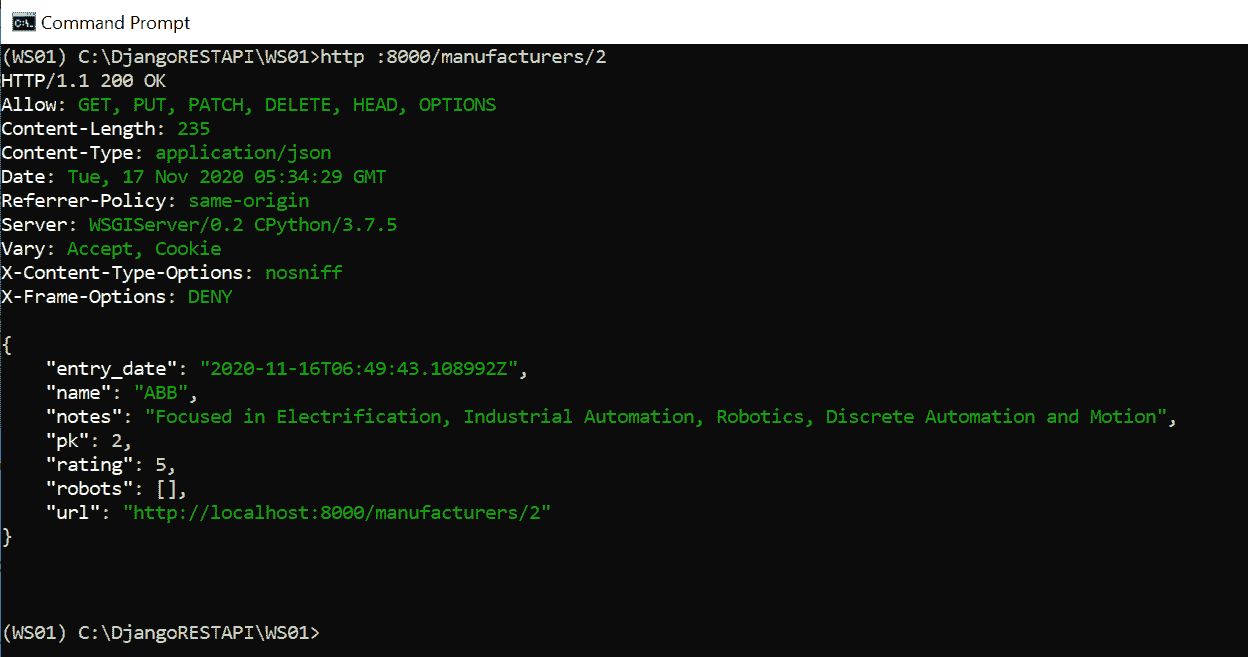 Command Prompt
(WS01) C:\DjangoRESTAPI\WS01>http :8000/manufacturers/2
HTTP/1.1 200 OK
Allow: GET, PUT, PATCH, DELETE, HEAD, OPTIONS
Content-Length: 235
Content-Type: application/json
Date: Tue, 17 Nov 2020 05:34:29 GMT
Referrer-Policy: same-origin
Server: WSGIServer/0.2 CPython/3.7.5
Vary: Accept, Cookie
X-Content-Type-Options: nosniff
X-Frame-Options: DENY

{
    "entry_date": "2020-11-16T06:49:43.108992Z",
    "name": "ABB",
    "notes": "Focused in Electrification, Industrial Automation, Robotics, Discrete Automation and Motion",
    "pk": 2,
    "rating": 5,
    "robots": [],
    "url": "http://localhost:8000/manufacturers/2"
}

(WS01) C:\DjangoRESTAPI\WS01>